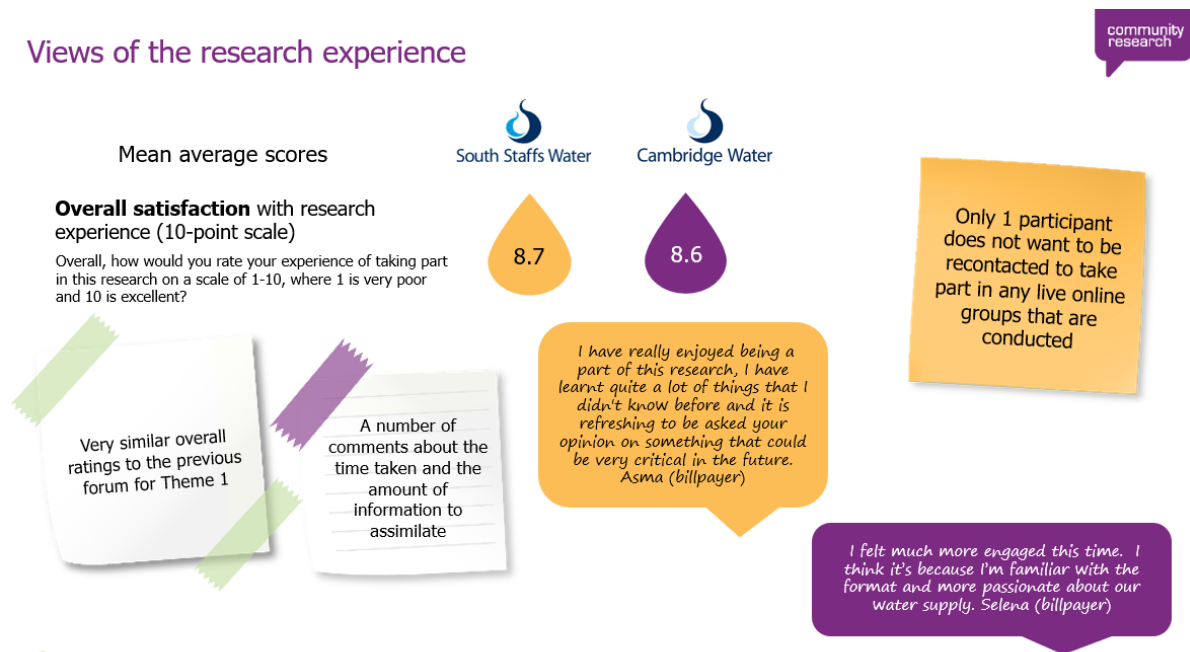 Views of the research experience
community
research
Mean average scores
South Staffs Water
Cambridge Water
Overall satisfaction with research
experience (10-point scale)
Overall, how would you rate your experience of taking part
in this research on a scale of 1-10, where 1 is very poor
and 10 is excellent?
8.7
8.6
Only 1 participant
does not want to be
recontacted to take
part in any live online
groups that are
conducted
Very similar overall
ratings to the previous
forum for Theme 1
A number of
comments about the
time taken and the
amount of
information to
assimilate
I have really enjoyed being a
part of this research, I have
learnt quite a lot of things that I
didn't know before and it is
refreshing to be asked your
opinion on something that could
be very critical in the future.
Asma (billpayer)
I felt much more engaged this time.  I
think it's because I'm familiar with the
format and more passionate about our
water supply. Selena (billpayer)